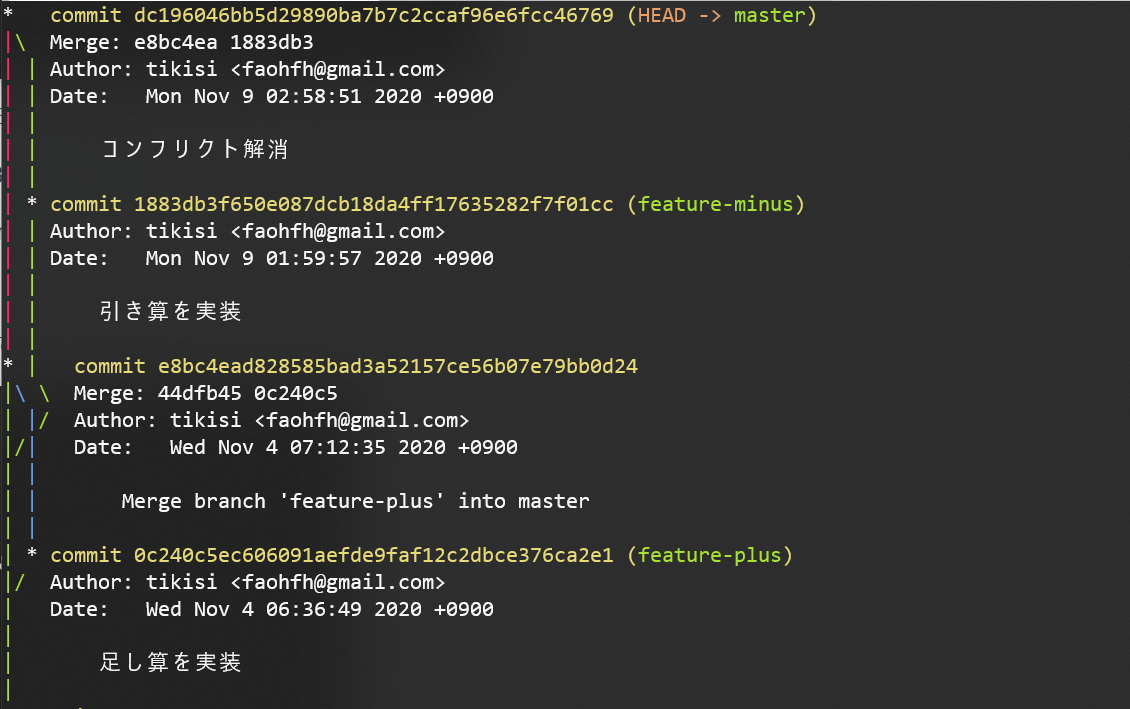 *   commit dc196046bb5d29890ba7b7c2ccaf96e6fcc46769 (HEAD -> master)
|\  Merge: e8bc4ea 1883db3
| | Author: tikisi <faohfh@gmail.com>
| | Date:   Mon Nov 9 02:58:51 2020 +0900
| |
| |     コンフリクト解消
| |
| * commit 1883db3f650e087dcb18da4ff17635282f7f01cc (feature-minus)
| | Author: tikisi <faohfh@gmail.com>
| | Date:   Mon Nov 9 01:59:57 2020 +0900
| |
| |     引き算を実装
| |
* |   commit e8bc4ead828585bad3a52157ce56b07e79bb0d24
|\ \  Merge: 44dfb45 0c240c5
| |/  Author: tikisi <faohfh@gmail.com>
|/|   Date:   Wed Nov 4 07:12:35 2020 +0900
| |
| |       Merge branch 'feature-plus' into master
| |
| * commit 0c240c5ec606091aefde9faf12c2dbce376ca2e1 (feature-plus)
|/  Author: tikisi <faohfh@gmail.com>
|   Date:   Wed Nov 4 06:36:49 2020 +0900
|
|       足し算を実装
|